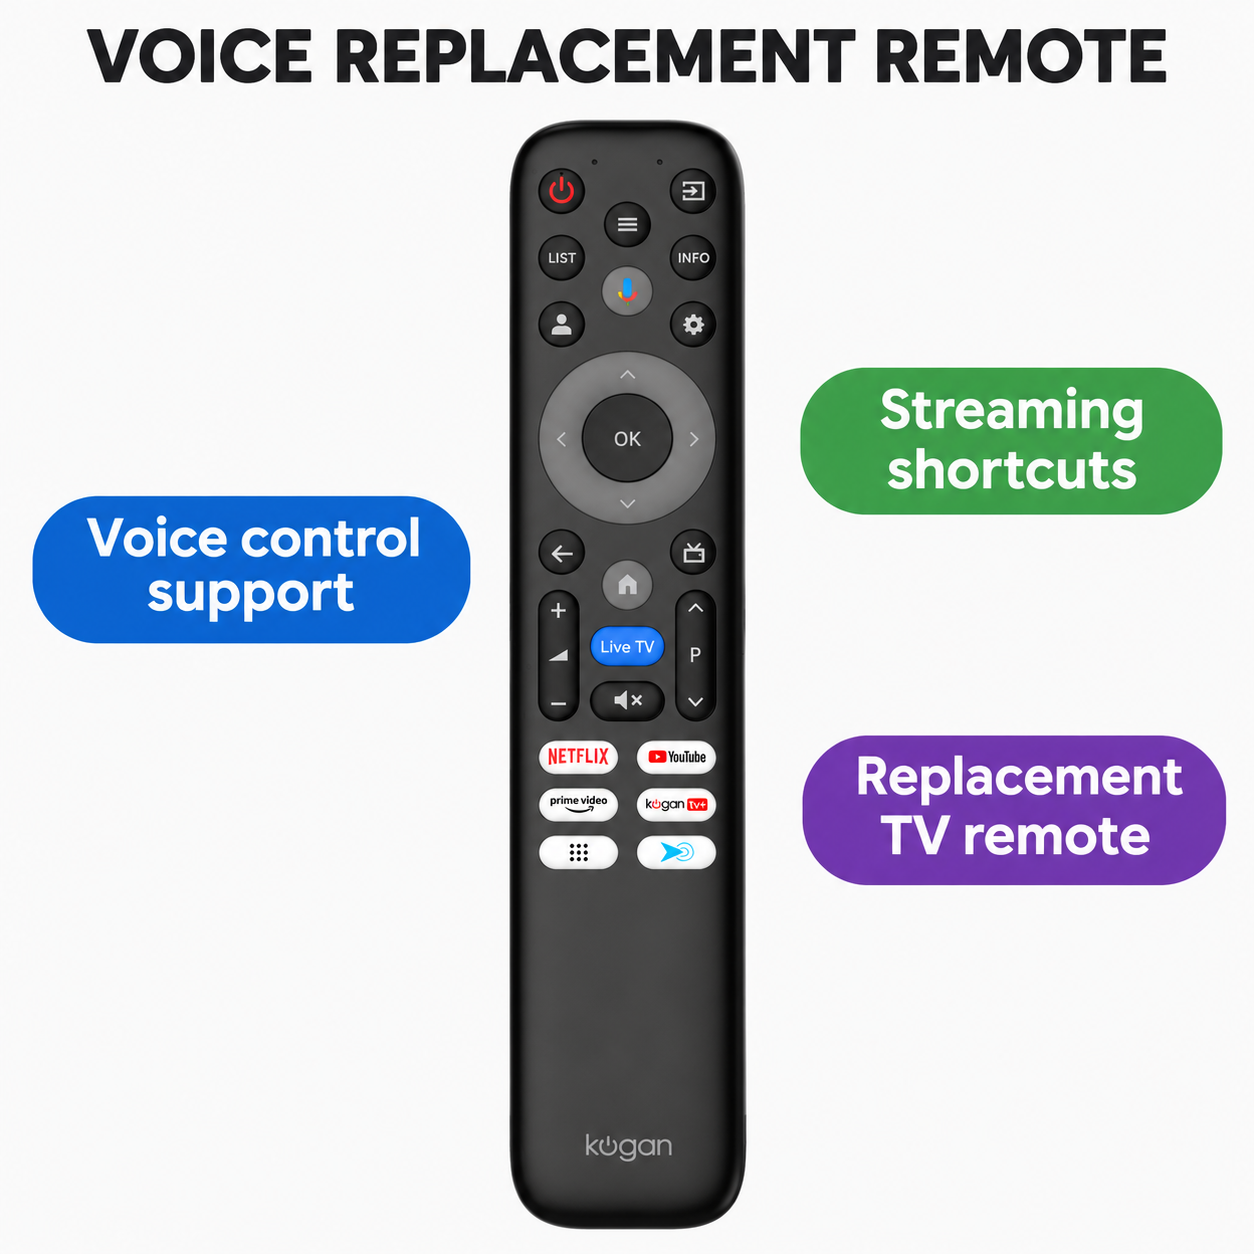 VOICE REPLACEMENT REMOTE
LIST
INFO
OK
Streaming
shortcuts
Voice control
support
Live TV
P
NETFLIX
YouTube
prime video
kogan tv+
Replacement
TV remote
kogan